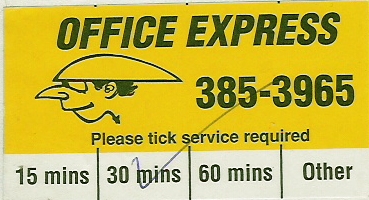 OFFICE EXPRESS
385-3965
Please tick service required
15 mins 30 mins 60 mins Other